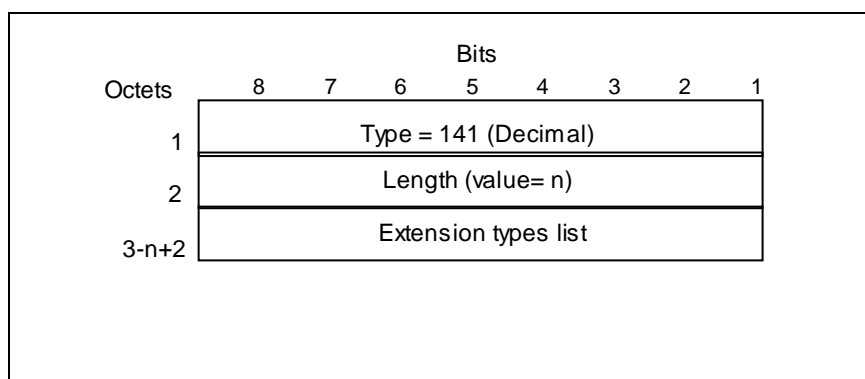 Bits
Octets 8 7 6 5 4 3 2 1
1 Type = 141 (Decimal)
2 Length (value= n)
3-n+2 Extension types list